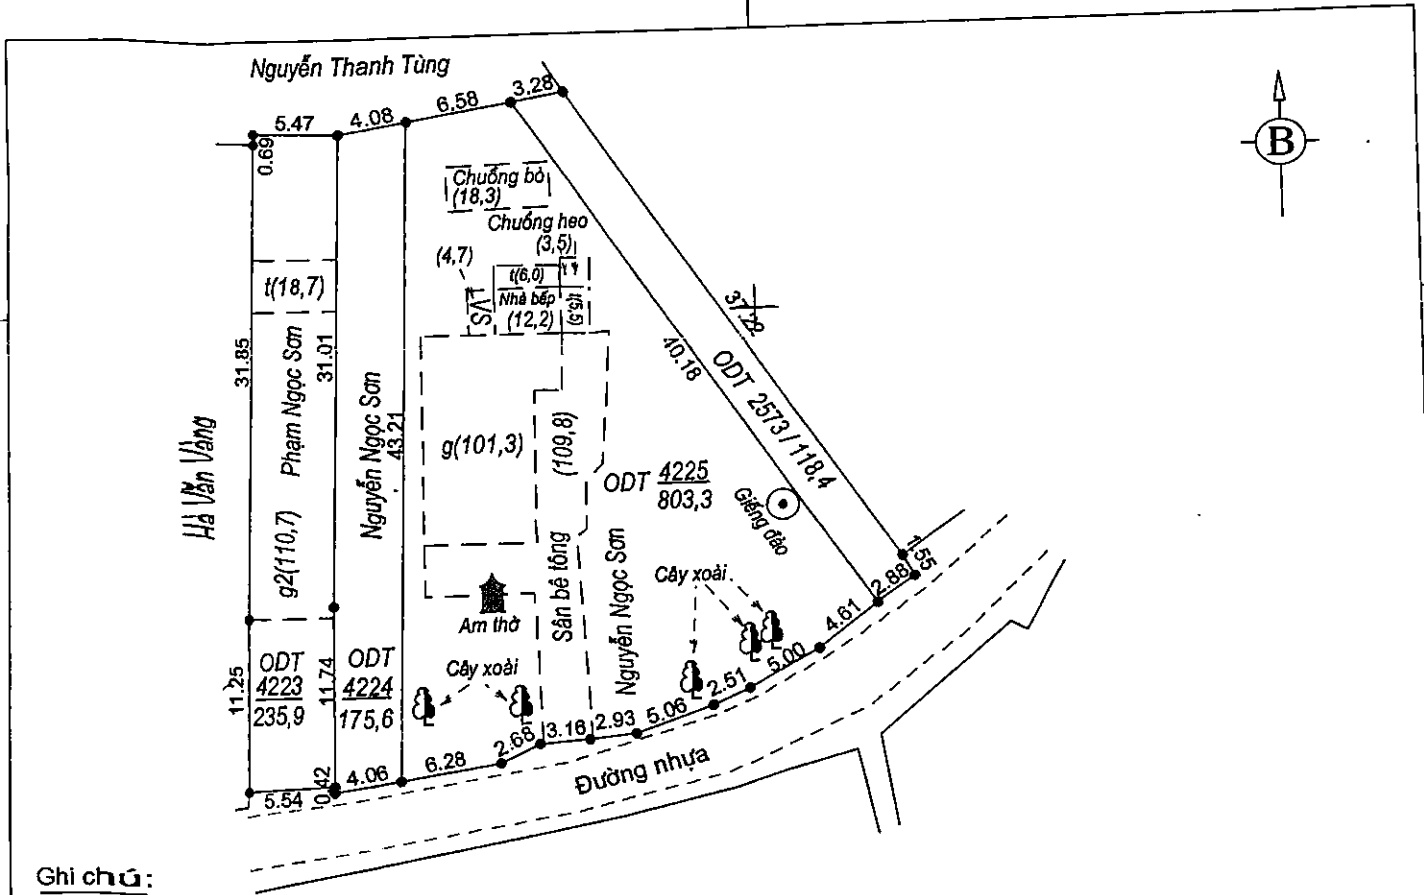 Nguyễn Thanh Tùng
5.47
4.08
6.58
3.28
0.69
B
Chuồng bò
(18,3)
Chuồng heo
(3,5)
(4,7)
t(6,0)
Nhà bếp
(12,2)
t(5,5)
LVS
t(18,7)
31.85
31.01
Phạm Ngọc Sơn
g2(110,7)
Hà Văn Vàng
Nguyễn Ngọc Sơn
43.21
g(101,3)
(109,8)
Sân bê tông
37.22
40.18
ODT 2573 / 118,4
ODT 4225
803,3
Giếng đào
Nguyễn Ngọc Sơn
Cây xoài
Am thờ
Cây xoài
1.55
2.88
4.61
5.00
2.51
5.06
2.93
3.16
2.68
6.28
4.06
0.42
5.54
11.25
11.74
ODT
4223
235,9
ODT
4224
175,6
Đường nhựa
Ghi chú: